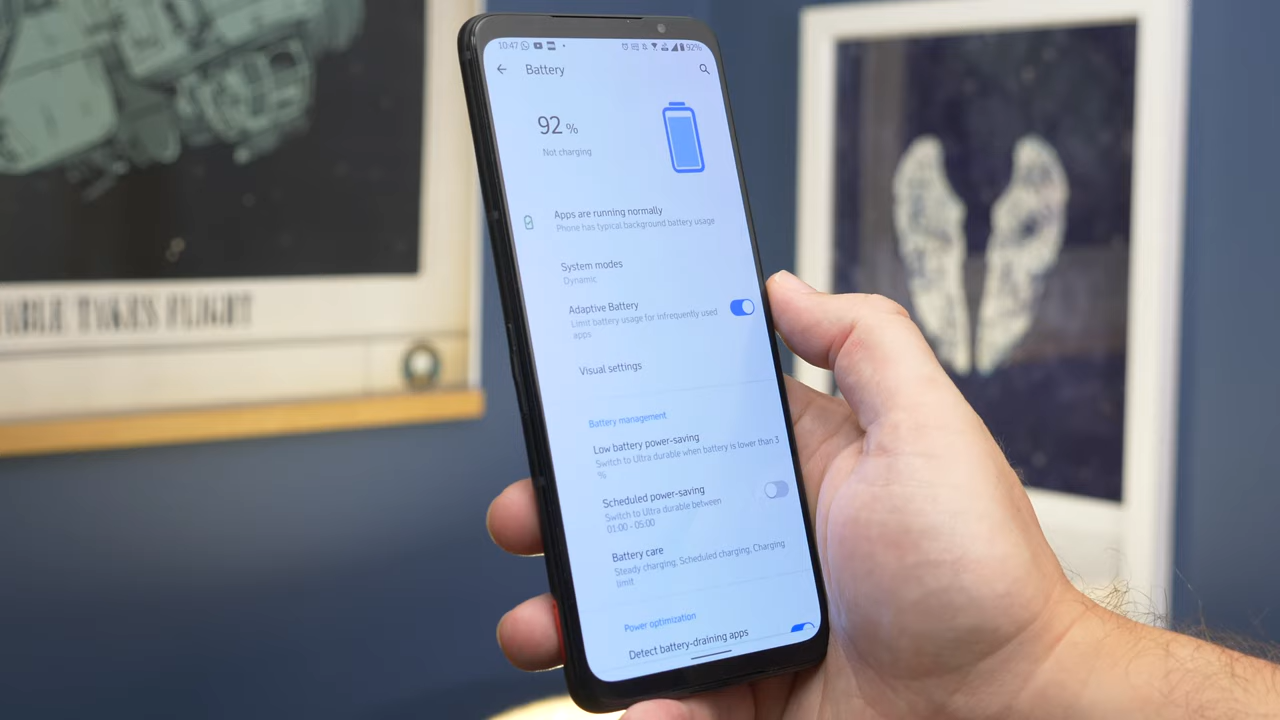 10:47
92%
Battery
92 %
Not charging
Apps are running normally
Phone has typical background battery usage
System modes
Dynamic
Adaptive Battery
Limit battery usage for infrequently used
apps
Visual settings
Battery management
Low battery power-saving
Switch to Ultra durable when battery is lower than 3
%
Scheduled power-saving
Switch to Ultra durable between
01:00 - 05:00
Battery care
Steady charging, Scheduled charging, Charging
limit
Power optimization
Detect battery-draining apps
ABLE TAKES FLIGHT